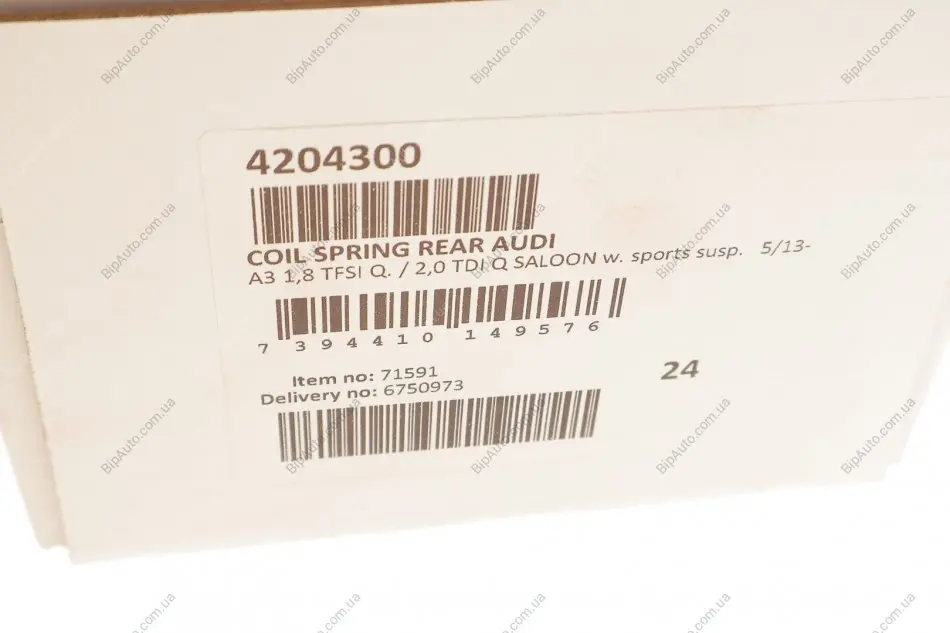 4204300
COIL SPRING REAR AUDI
A3 1,8 TFSI Q. / 2,0 TDI Q SALOON w. sports susp. 5/13-
7 394410 149576
Item no: 71591
24
Delivery no: 6750973
BipAuto.com.ua